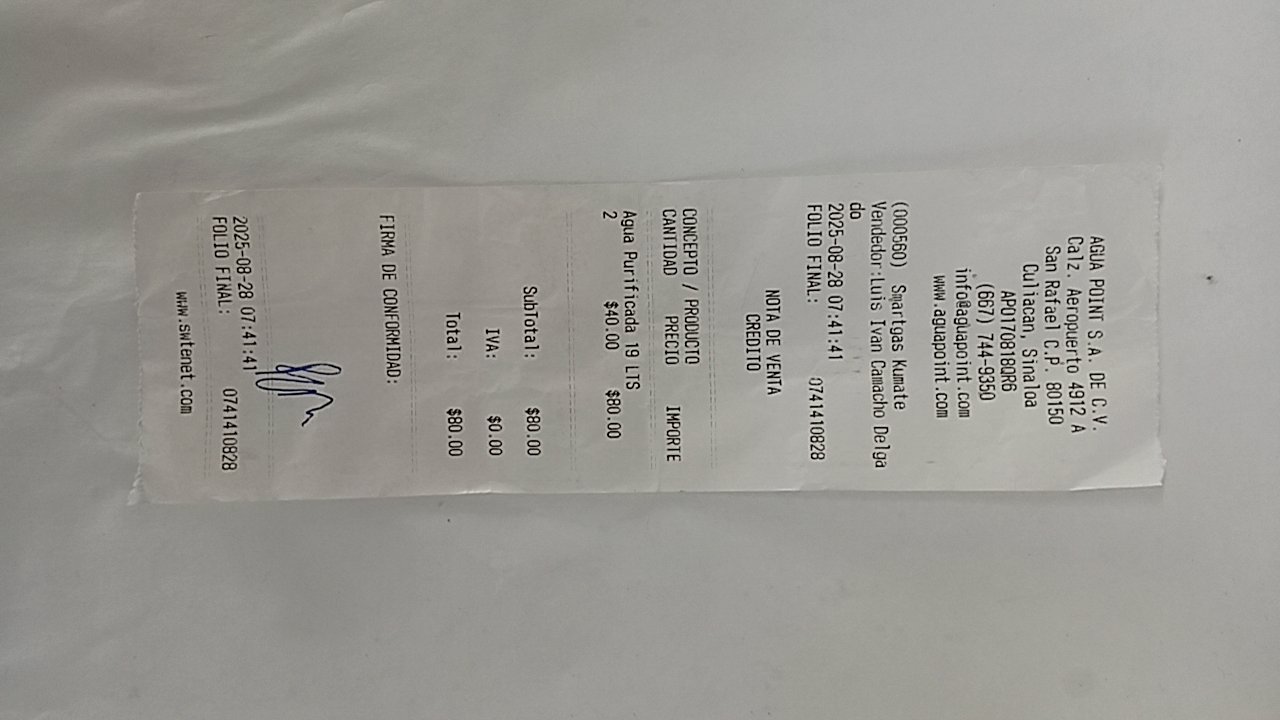 AGUA POINT S.A. DE C.V.
Calz. Aeropuerto 4912 A
San Rafael C.P. 80150
Culiacan, Sinaloa
APO170818QR6
(667) 744-9350
info@aguapoint.com
www.aguapoint.com
(000560) Smartgas Kumate
Vendedor:Luis Ivan Camacho Delga
do
2025-08-28 07:41:41
FOLIO FINAL: 0741410828
NOTA DE VENTA
CREDITO
CONCEPTO / PRODUCTO
CANTIDAD PRECIO IMPORTE
Agua Purificada 19 LTS
2 $40.00 $80.00
SubTotal: $80.00
IVA: $0.00
Total: $80.00
FIRMA DE CONFORMIDAD:
2025-08-28 07:41:41
FOLIO FINAL: 0741410828
www.swtenet.com